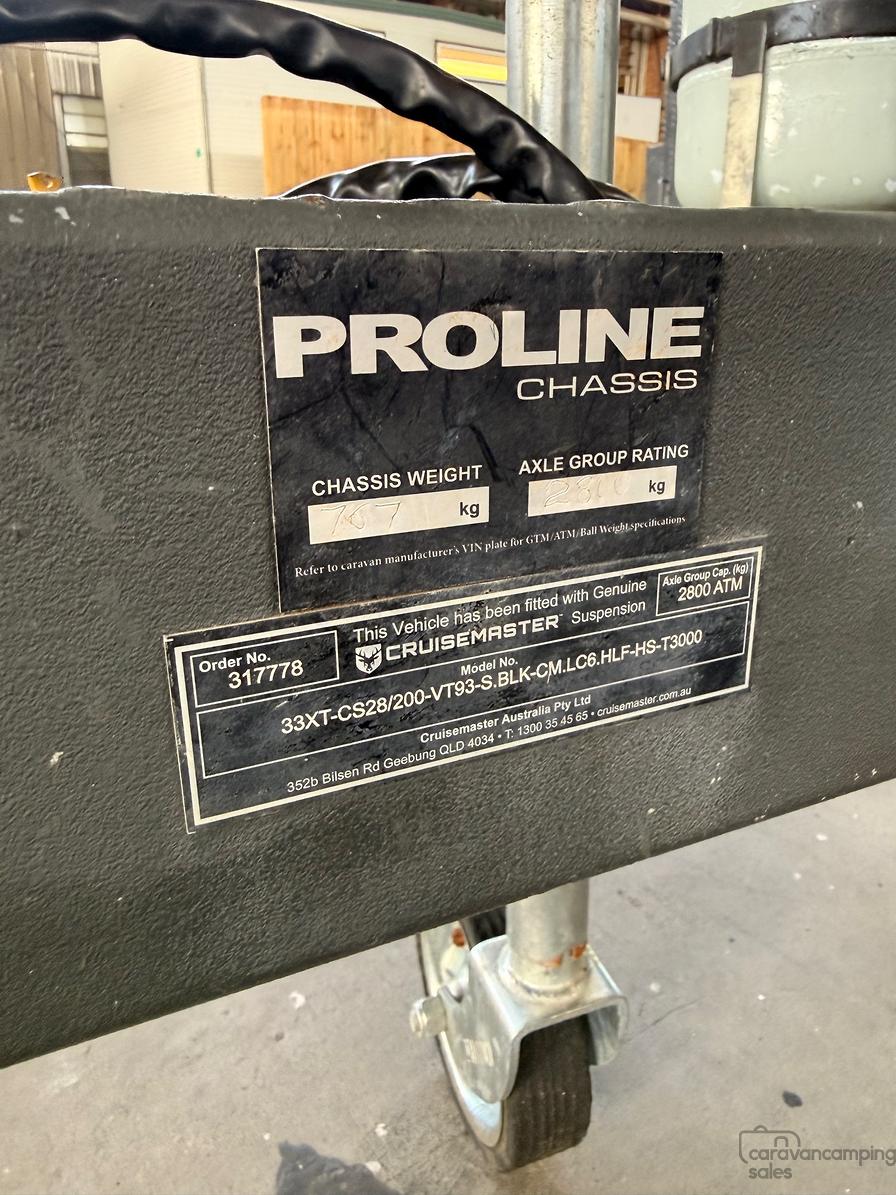 PROLINE
CHASSIS
CHASSIS WEIGHT
AXLE GROUP RATING
kg
kg
Refer to caravan manufacturer's VIN plate for GTM/ATM/Ball Weight specifications
Order No.
317778
This Vehicle has been fitted with Genuine
CRUISEMASTER Suspension
Axle Group Cap. (kg)
2800 ATM
Model No.
33XT-CS28/200-VT93-S.BLK-CM.LC6.HLF-HS-T3000
Cruisemaster Australia Pty Ltd
352b Bilsen Rd Geebung QLD 4034 • T: 1300 35 45 65 • cruisemaster.com.au
caravancamping
sales